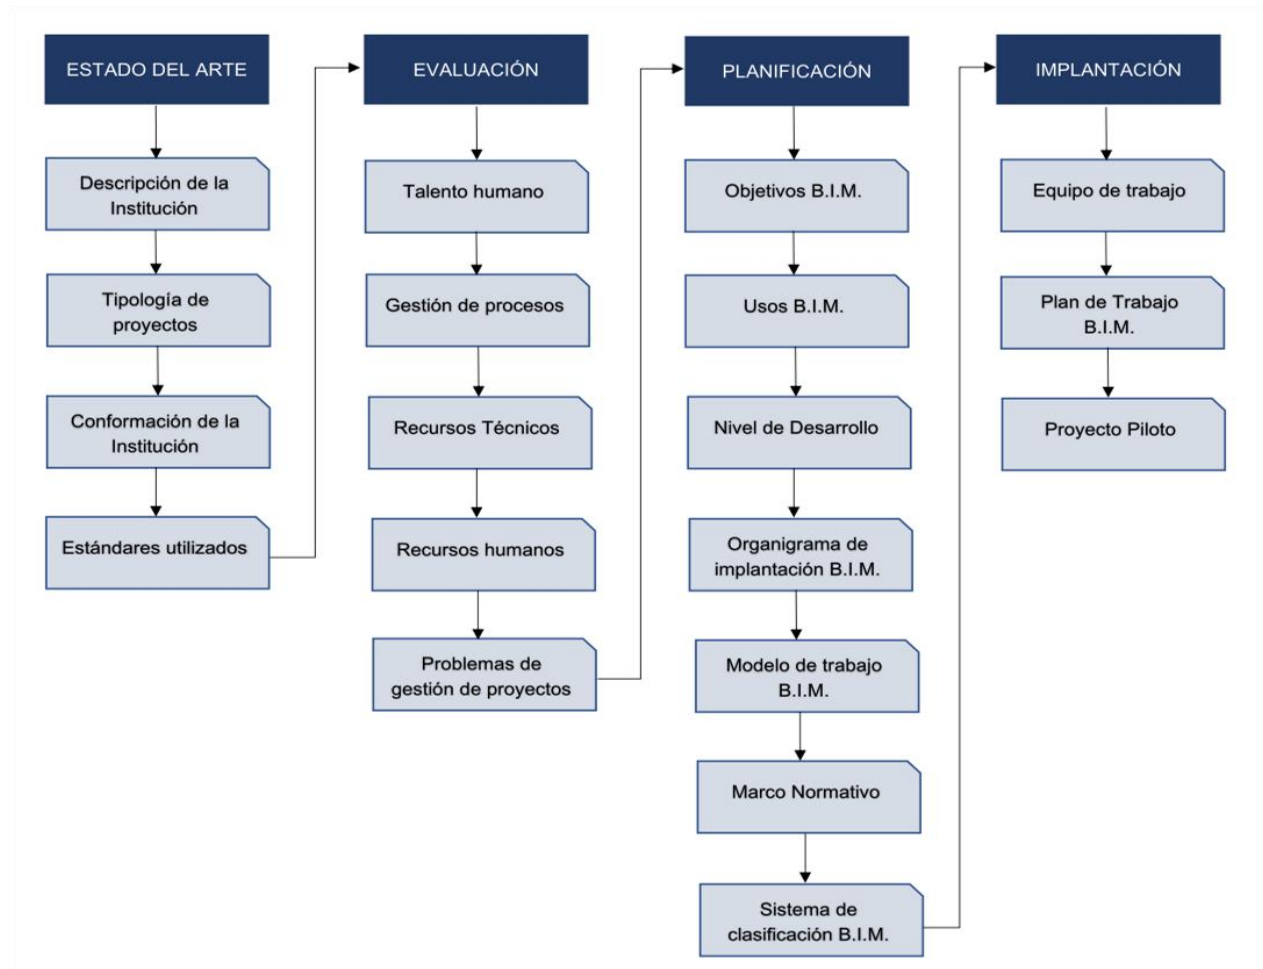 ESTADO DEL ARTE
Descripción de la
Institución
Tipología de
proyectos
Conformación de la
Institución
Estándares utilizados
EVALUACIÓN
Talento humano
Gestión de procesos
Recursos Técnicos
Recursos humanos
Problemas de
gestión de proyectos
PLANIFICACIÓN
Objetivos B.I.M.
Usos B.I.M.
Nivel de Desarrollo
Organigrama de
implantación B.I.M.
Modelo de trabajo
B.I.M.
Marco Normativo
Sistema de
clasificación B.I.M.
IMPLANTACIÓN
Equipo de trabajo
Plan de Trabajo
B.I.M.
Proyecto Piloto